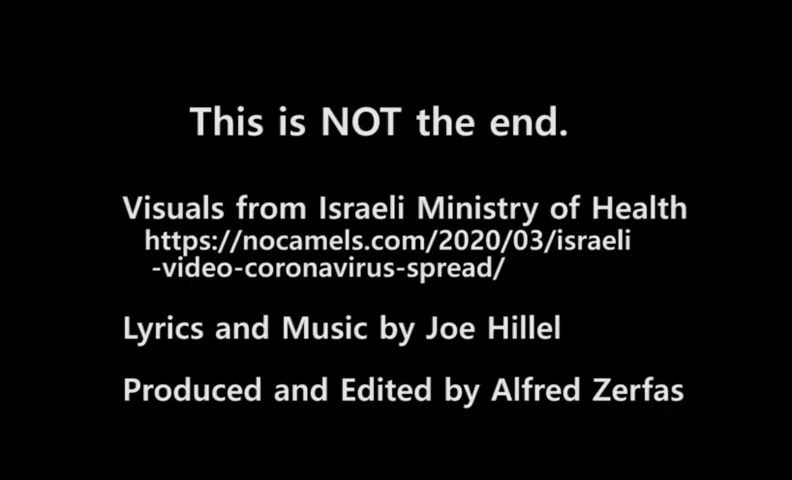 This is NOT the end.
Visuals from Israeli Ministry of Health
https://nocamels.com/2020/03/israeli
-video-coronavirus-spread/
Lyrics and Music by Joe Hillel
Produced and Edited by Alfred Zerfas